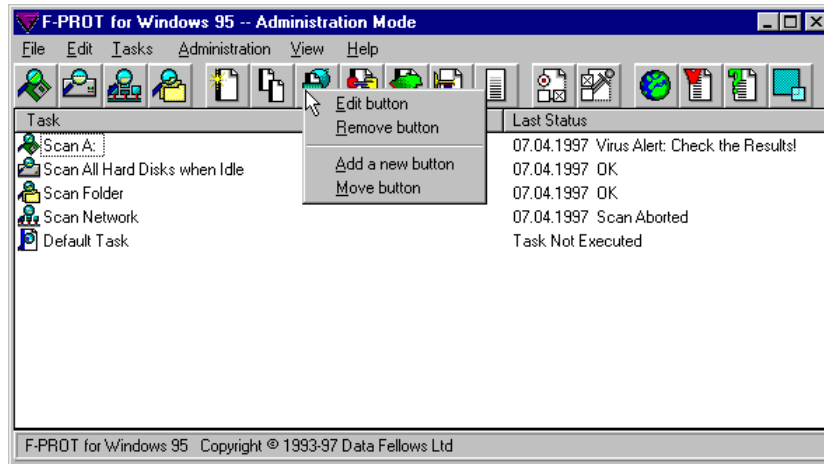 F-PROT for Windows 95 -- Administration Mode
File Edit Tasks Administration View Help
Edit button
Remove button
Add a new button
Move button
Task Last Status
Scan A: 07.04.1997 Virus Alert: Check the Results!
Scan All Hard Disks when Idle 07.04.1997 OK
Scan Folder 07.04.1997 OK
Scan Network 07.04.1997 Scan Aborted
Default Task Task Not Executed
F-PROT for Windows 95 Copyright © 1993-97 Data Fellows Ltd